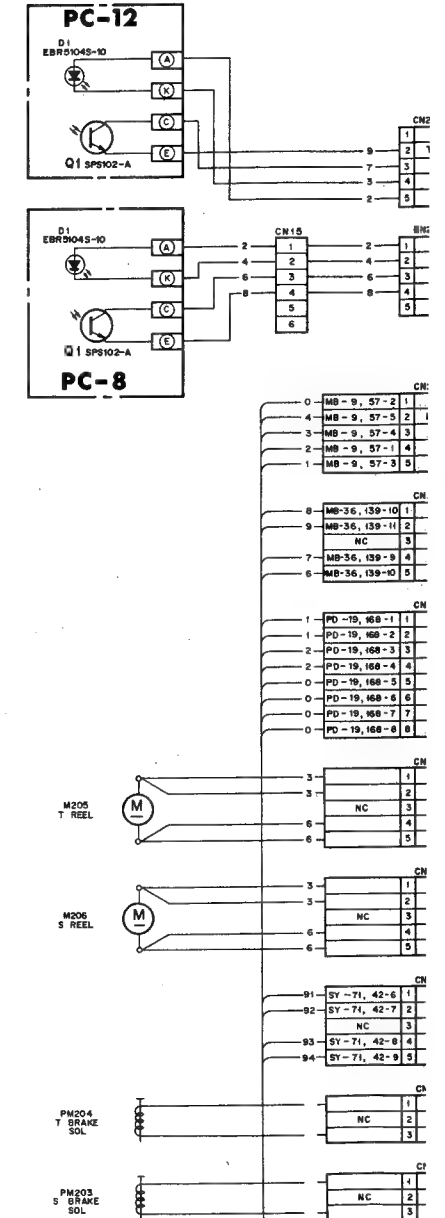 PC-12
D1
EBR5104S-10
A
K
C
E
Q1 SPS102-A
CN2
1
9 2
7 3
3 4
2 5
PC-8
D1
EBR5104S-10
A
K
C
E
Q1 SPS102-A
CN15
2 1 2 1
4 2 4 2
6 3 6 3
8 4 8 4
5 5
6
0 MB-9, 57-2 1
4 MB-9, 57-5 2
3 MB-9, 57-4 3
2 MB-9, 57-1 4
1 MB-9, 57-3 5
CN
8 MB-36, 139-10 1
9 MB-36, 139-11 2
NC 3
7 MB-36, 139-9 4
6 MB-36, 139-10 5
CN
1 PD-19, 168-1 1
1 PD-19, 168-2 2
2 PD-19, 168-3 3
2 PD-19, 168-4 4
0 PD-19, 168-5 5
0 PD-19, 168-6 6
0 PD-19, 168-7 7
0 PD-19, 168-8 8
CN
M205
T REEL
M
3 1
3 2
NC 3
6 4
6 5
CN
M206
S REEL
M
3 1
3 2
NC 3
6 4
6 5
CN
91 SY-71, 42-6 1
92 SY-71, 42-7 2
NC 3
93 SY-71, 42-8 4
94 SY-71, 42-9 5
PM204
T BRAKE
SOL
1
NC 2
3
PM203
S BRAKE
SOL
1
NC 2
3